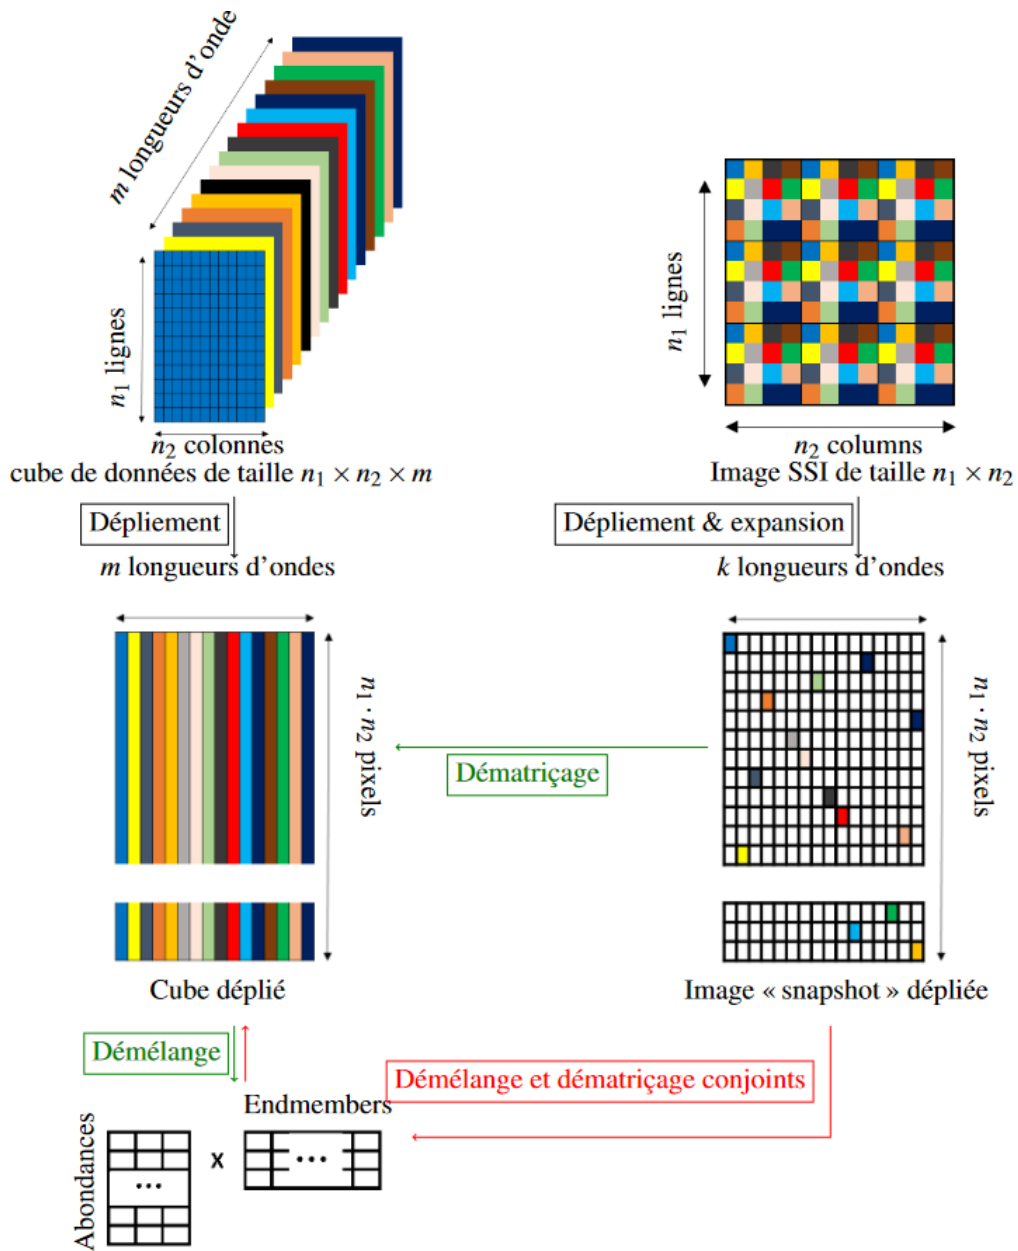 m longueurs d'onde
n₁ lignes
n₂ colonnes
cube de données de taille n₁ × n₂ × m
n₁ lignes
n₂ columns
Image SSI de taille n₁ × n₂
Dépliement
Dépliement & expansion
m longueurs d'ondes
k longueurs d'ondes
n₁ · n₂ pixels
n₁ · n₂ pixels
Dématriçage
Cube déplié
Image « snapshot » dépliée
Démélange
Démélange et dématriçage conjoints
Endmembers
Abondances
x
...
...